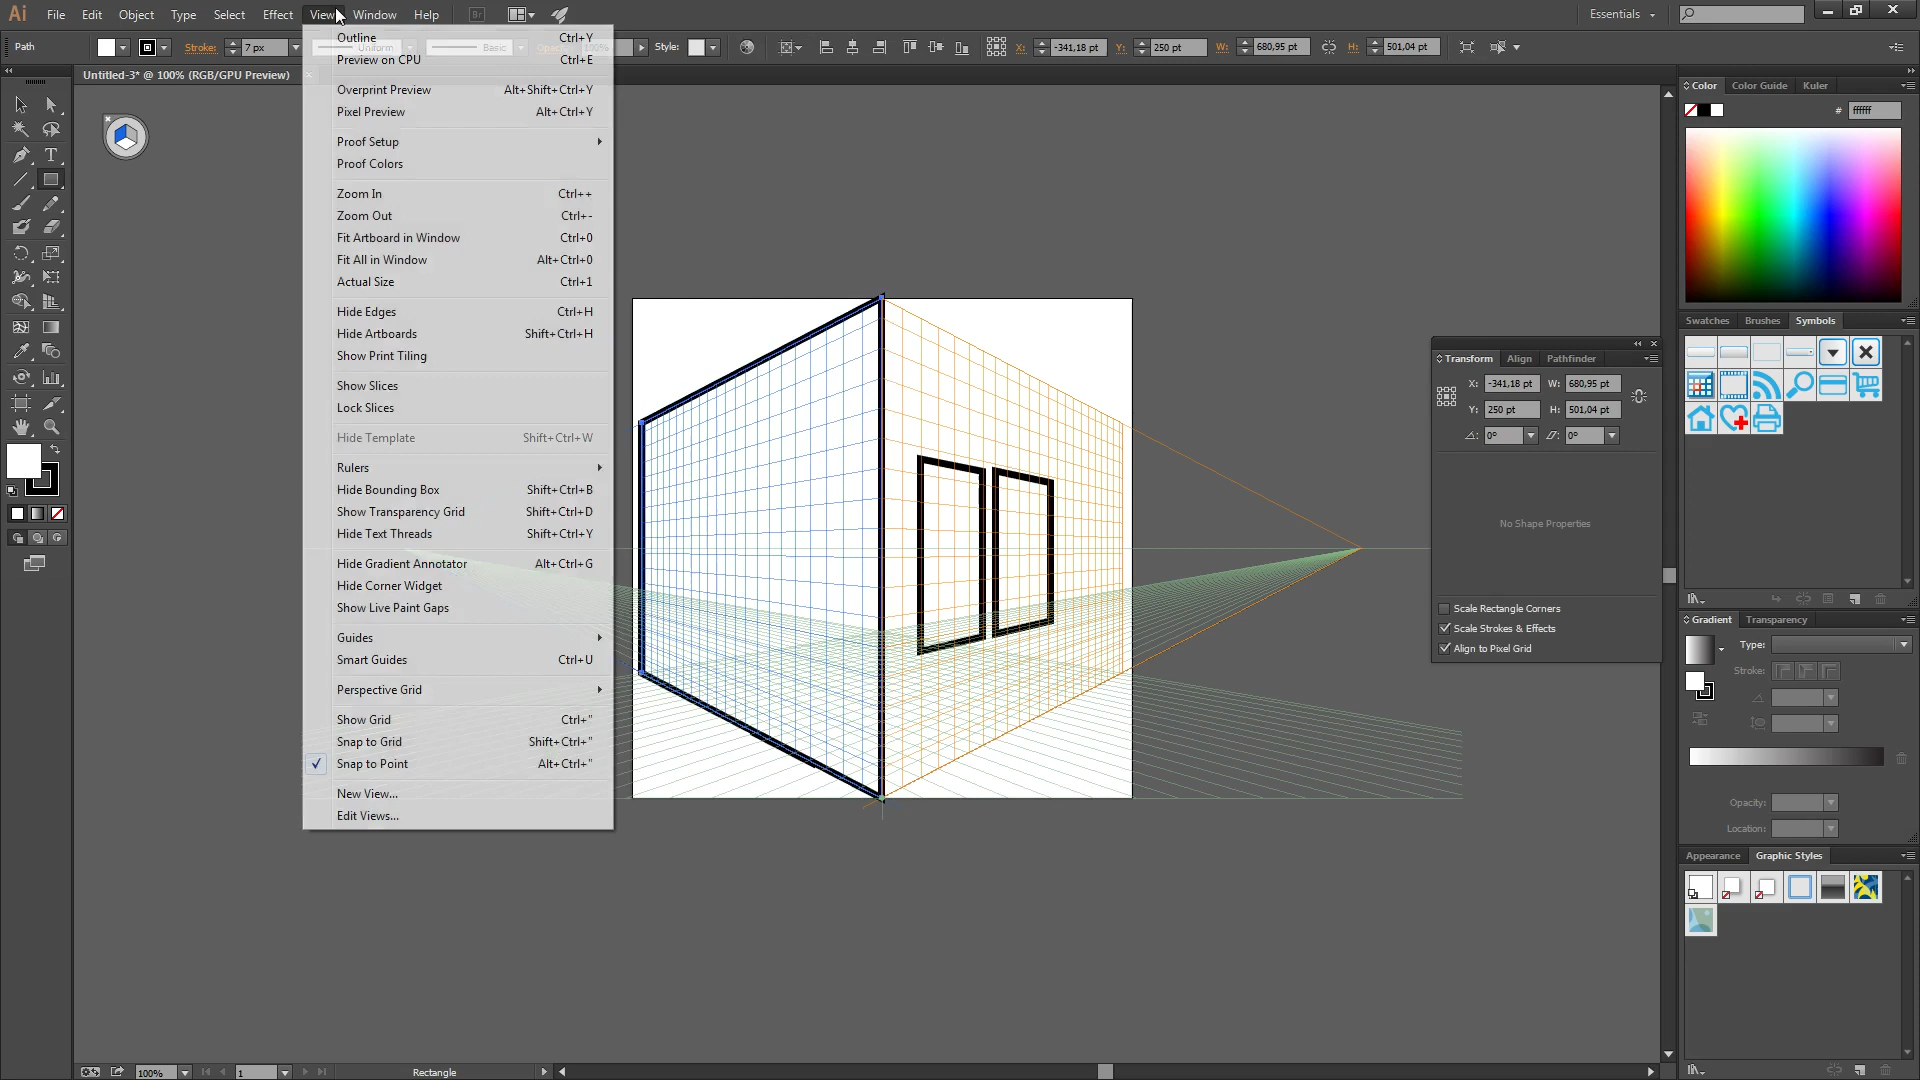 Ai File Edit Object Type Select Effect View Window Help Br Essentials
Path Stroke: 7 px Uniform Basic Opacity: 100% Style: X: -341,18 pt Y: 250 pt W: 680,95 pt H: 501,04 pt
Untitled-3* @ 100% (RGB/GPU Preview)
Outline Ctrl+Y
Preview on CPU Ctrl+E
Overprint Preview Alt+Shift+Ctrl+Y
Pixel Preview Alt+Ctrl+Y
Proof Setup
Proof Colors
Zoom In Ctrl++
Zoom Out Ctrl+-
Fit Artboard in Window Ctrl+0
Fit All in Window Alt+Ctrl+0
Actual Size Ctrl+1
Hide Edges Ctrl+H
Hide Artboards Shift+Ctrl+H
Show Print Tiling
Show Slices
Lock Slices
Hide Template Shift+Ctrl+W
Rulers
Hide Bounding Box Shift+Ctrl+B
Show Transparency Grid Shift+Ctrl+D
Hide Text Threads Shift+Ctrl+Y
Hide Gradient Annotator Alt+Ctrl+G
Hide Corner Widget
Show Live Paint Gaps
Guides
Smart Guides Ctrl+U
Perspective Grid
Show Grid Ctrl+"
Snap to Grid Shift+Ctrl+"
Snap to Point Alt+Ctrl+"
New View...
Edit Views...
Transform Align Pathfinder
X: -341,18 pt W: 680,95 pt
Y: 250 pt H: 501,04 pt
0° 0°
No Shape Properties
Scale Rectangle Corners
Scale Strokes & Effects
Align to Pixel Grid
Color Color Guide Kuler
# ffffff
Swatches Brushes Symbols
Gradient Transparency
Type:
Stroke:
Opacity:
Location:
Appearance Graphic Styles
100% 1 Rectangle